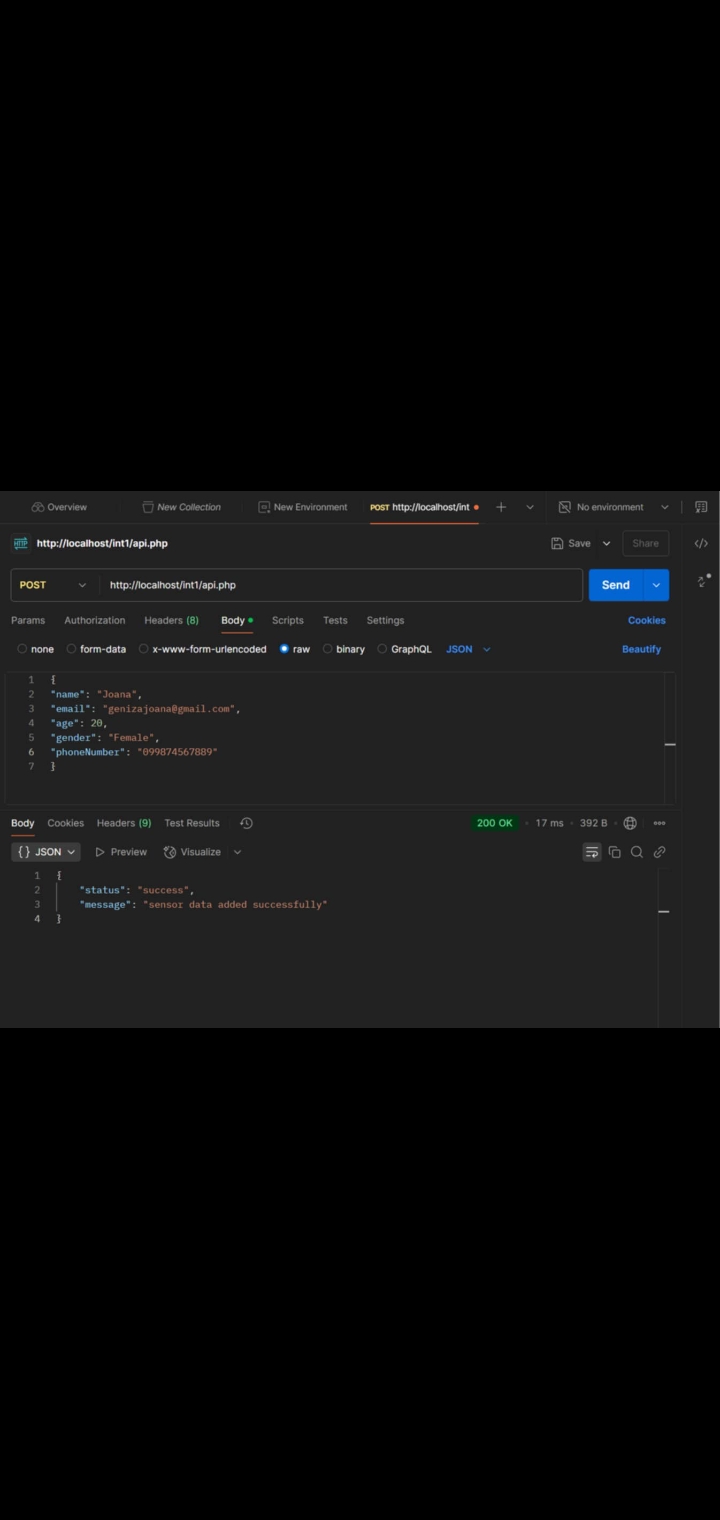 Overview New Collection New Environment POST http://localhost/int No environment
HTTP http://localhost/int1/api.php Save Share
POST http://localhost/int1/api.php Send
Params Authorization Headers (8) Body Scripts Tests Settings Cookies
none form-data x-www-form-urlencoded raw binary GraphQL JSON Beautify
1 {
2 "name": "Joana",
3 "email": "genizajoana@gmail.com",
4 "age": 20,
5 "gender": "Female",
6 "phoneNumber": "099874567889"
7 }
Body Cookies Headers (9) Test Results 200 OK 17 ms 392 B
{} JSON Preview Visualize
1 {
2 "status": "success",
3 "message": "sensor data added successfully"
4 }